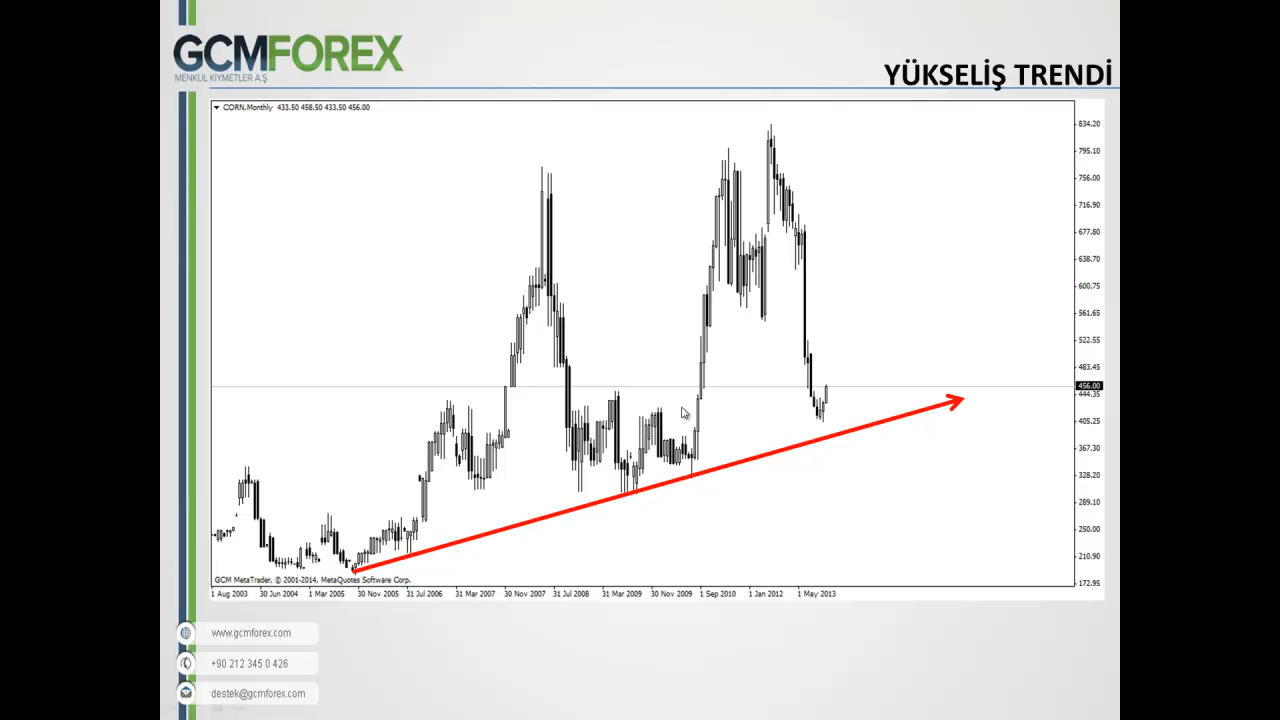 GCMFOREX
MENKUL KIYMETLER A.Ş
YÜKSELİŞ TRENDİ
CORN,Monthly 433.50 458.50 433.50 456.00
834.20
795.10
756.00
716.90
677.80
638.70
600.75
561.65
522.55
483.45
456.00
444.35
405.25
367.30
328.20
289.10
250.00
210.90
172.95
GCM MetaTrader, © 2001-2014, MetaQuotes Software Corp.
1 Aug 2003 30 Jun 2004 1 Mar 2005 30 Nov 2005 31 Jul 2006 31 Mar 2007 30 Nov 2007 31 Jul 2008 31 Mar 2009 30 Nov 2009 1 Sep 2010 1 Jan 2012 1 May 2013
www.gcmforex.com
+90 212 345 0 426
destek@gcmforex.com